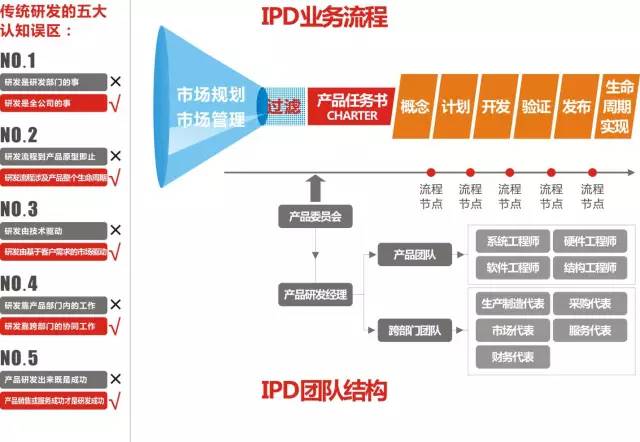 传统研发的五大
认知误区：
NO.1
研发是研发部门的事
研发是全公司的事
NO.2
研发流程到产品原型即止
研发流程涉及产品整个生命周期
NO.3
研发由技术驱动
研发由基于客户需求的市场驱动
NO.4
研发靠产品部门内的工作
研发靠跨部门的协同工作
NO.5
产品研发出来既是成功
产品销售或服务成功才是研发成功
IPD业务流程
市场规划
市场管理
过滤
产品任务书
CHARTER
概念
计划
开发
验证
发布
生命
周期
实现
流程
节点
流程
节点
流程
节点
流程
节点
流程
节点
产品委员会
产品研发经理
产品团队
系统工程师
硬件工程师
软件工程师
结构工程师
跨部门团队
生产制造代表
采购代表
市场代表
服务代表
财务代表
IPD团队结构